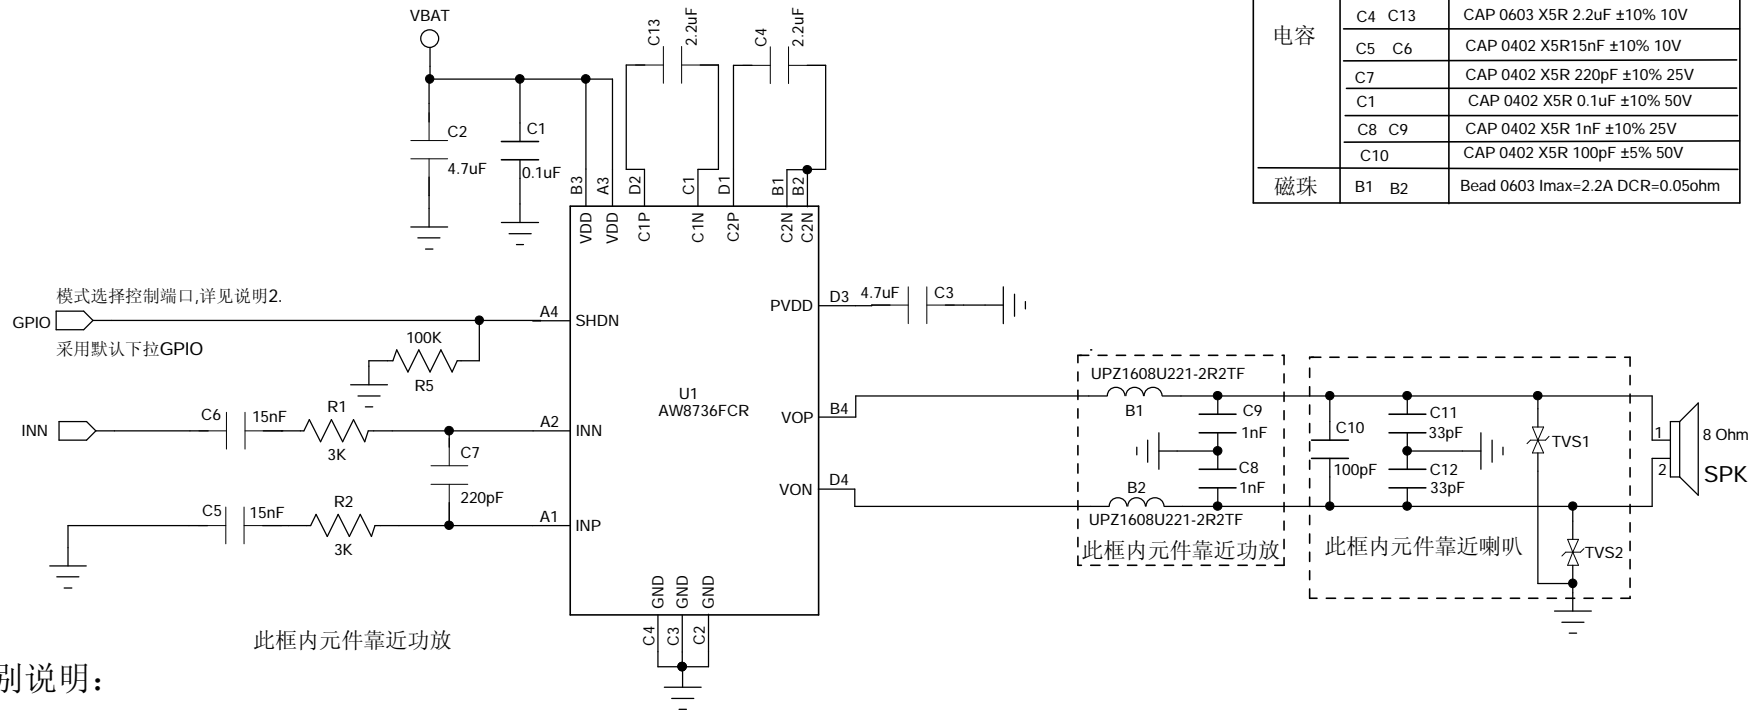 VBAT
C13
2.2uF
C4
2.2uF
C2
4.7uF
C1
0.1uF
B3
A3
D2
C1
D1
B1
B2
VDD
VDD
C1P
C1N
C2P
C2N
C2N
电容
C4 C13 CAP 0603 X5R 2.2uF ±10% 10V
C5 C6 CAP 0402 X5R15nF ±10% 10V
C7 CAP 0402 X5R 220pF ±10% 25V
C1 CAP 0402 X5R 0.1uF ±10% 50V
C8 C9 CAP 0402 X5R 1nF ±10% 25V
C10 CAP 0402 X5R 100pF ±5% 50V
磁珠 B1 B2 Bead 0603 Imax=2.2A DCR=0.05ohm
模式选择控制端口,详见说明2.
GPIO
采用默认下拉GPIO
A4
SHDN
100K
R5
PVDD
D3
4.7uF
C3
U1
AW8736FCR
C6
15nF
R1
3K
INN
A2
INN
C7
220pF
C5
15nF
R2
3K
A1
INP
VOP
B4
VON
D4
UPZ1608U221-2R2TF
B1
C9
1nF
C8
1nF
B2
UPZ1608U221-2R2TF
此框内元件靠近功放
C10
100pF
C11
33pF
C12
33pF
TVS1
TVS2
此框内元件靠近喇叭
1
2
8 Ohm
SPK
GND
GND
GND
C4
C3
C2
此框内元件靠近功放
别说明：